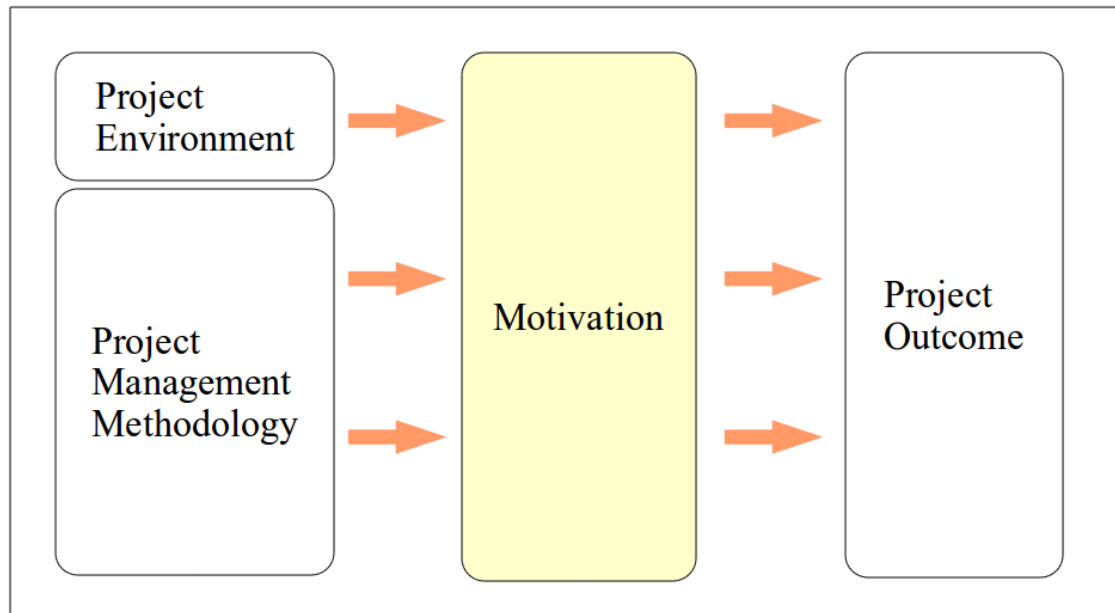 Project
Environment
Project
Management
Methodology
Motivation
Project
Outcome